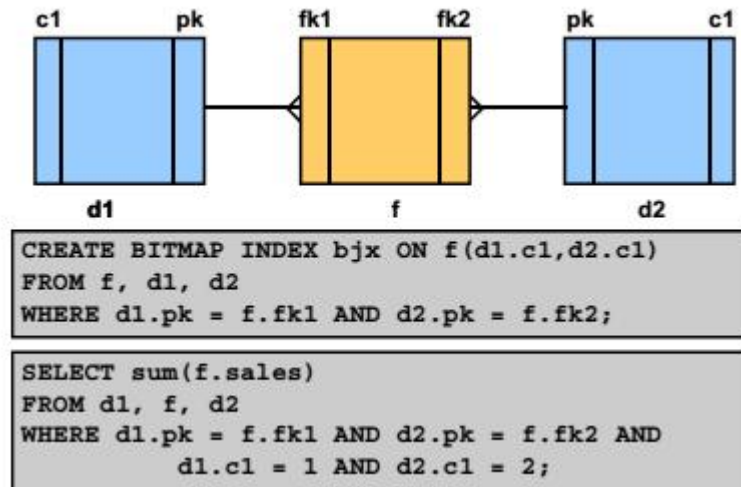 c1 pk fk1 fk2 pk c1
d1 f d2
CREATE BITMAP INDEX bjx ON f(d1.c1,d2.c1)
FROM f, d1, d2
WHERE d1.pk = f.fk1 AND d2.pk = f.fk2;
SELECT sum(f.sales)
FROM d1, f, d2
WHERE d1.pk = f.fk1 AND d2.pk = f.fk2 AND
d1.c1 = 1 AND d2.c1 = 2;